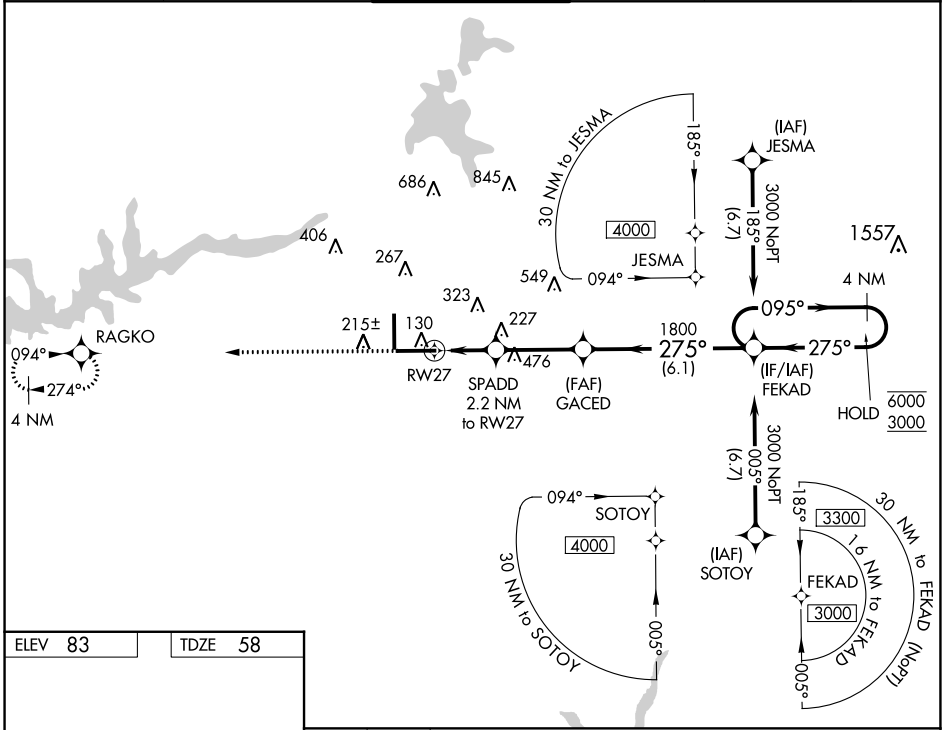 30 NM to JESMA
185°
4000
JESMA
094°
(IAF)
JESMA
3000 NoPT
185°
(6.7)
1557
686
845
406
267
323
549
215±
130
227
476
RAGKO
094°
274°
4 NM
RW27
SPADD
2.2 NM
to RW27
(FAF)
GACED
1800
275°
(6.1)
095°
4 NM
275°
(IF/IAF)
FEKAD
HOLD
6000
3000
3000 NoPT
005°
(6.7)
(IAF)
SOTOY
094°
SOTOY
4000
30 NM to SOTOY
005°
185°
3300
FEKAD
3000
005°
16 NM to FEKAD
30 NM to FEKAD (NoPT)
ELEV 83
TDZE 58